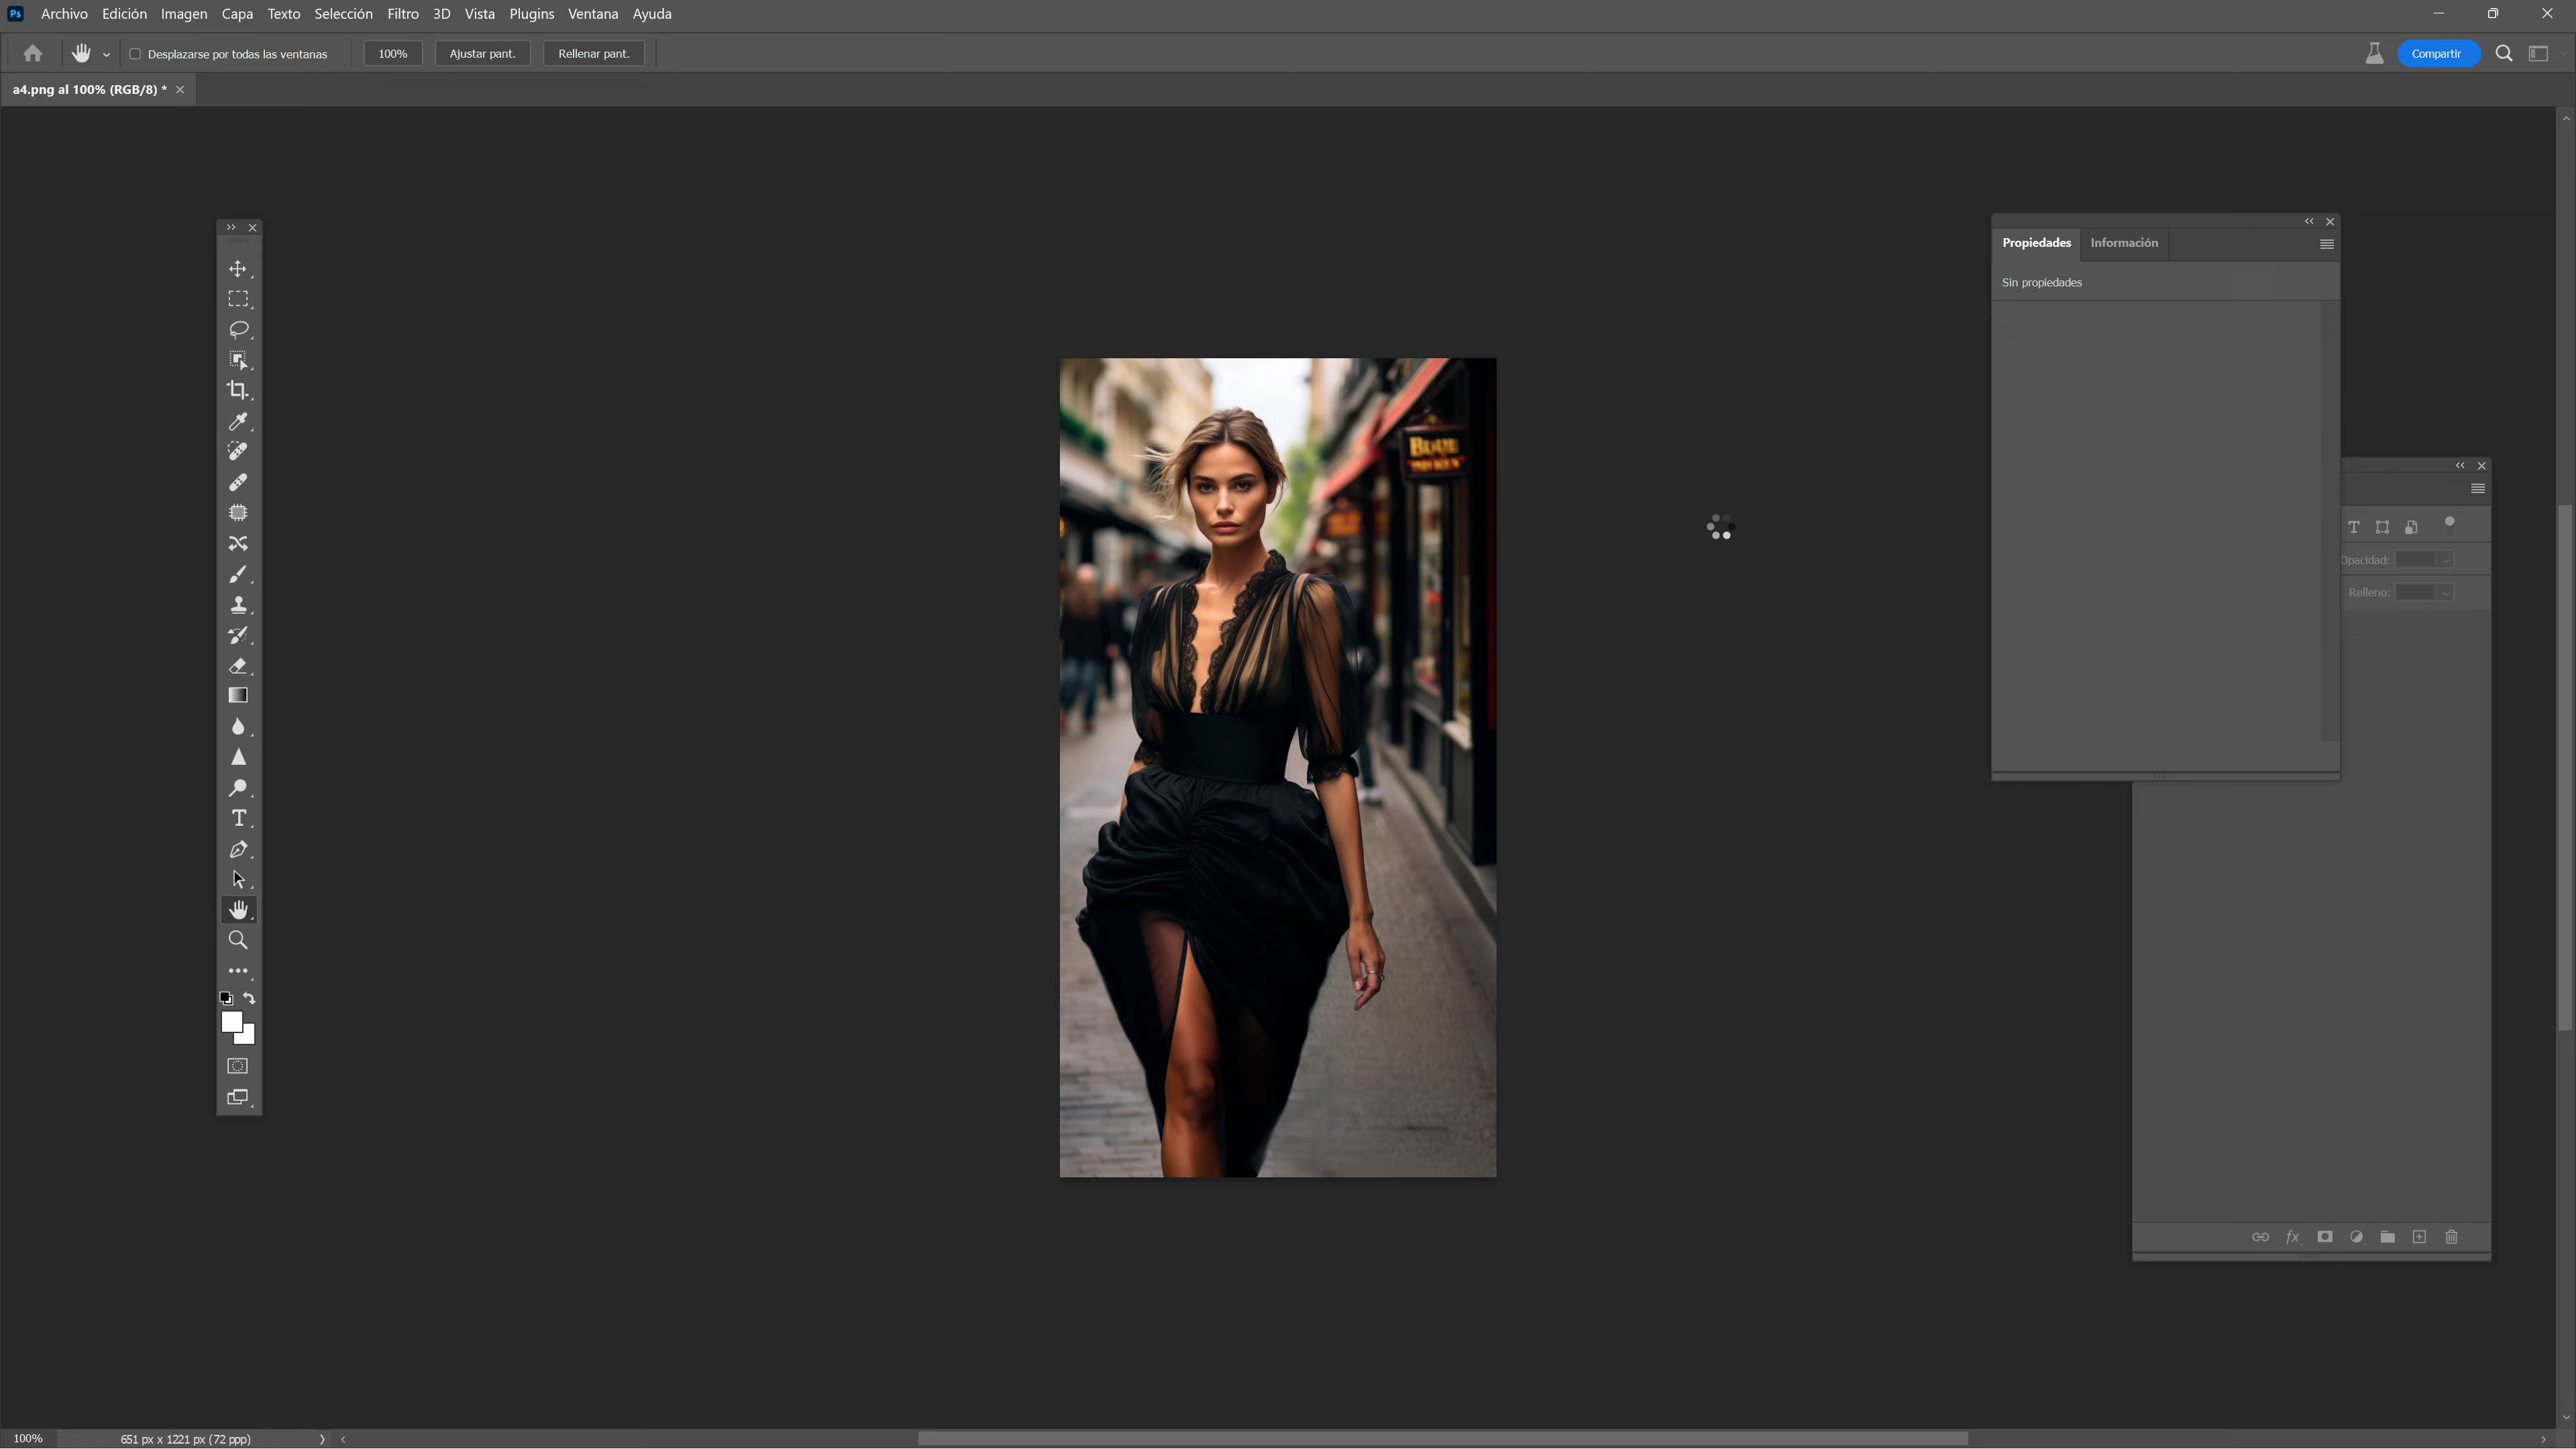 Ps Archivo Edición Imagen Capa Texto Selección Filtro 3D Vista Plugins Ventana Ayuda
Desplazarse por todas las ventanas 100% Ajustar pant. Rellenar pant. Compartir
a4.png al 100% (RGB/8) *
Propiedades Información
Sin propiedades
Opacidad:
Relleno:
fx
100% 651 px x 1221 px (72 ppp)